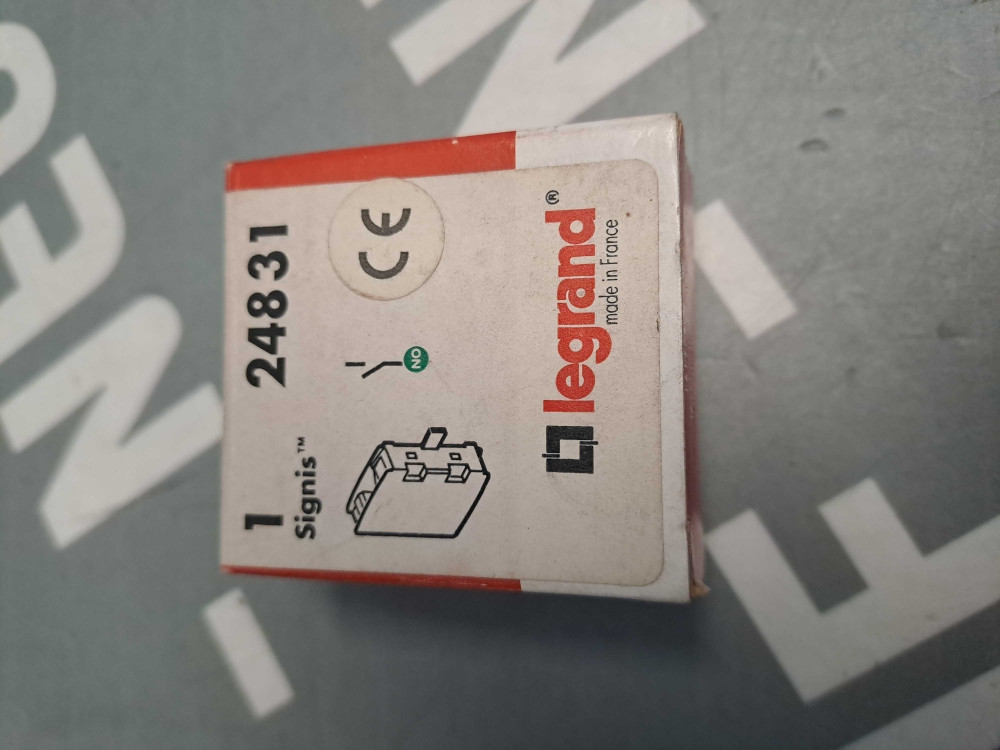 1 24831
Signis™
NO
CE
legrand®
made in France